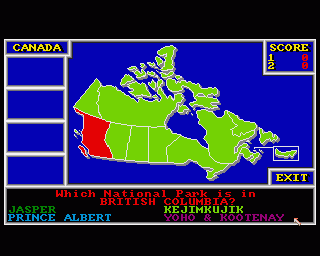 CANADA
SCORE
1 0
2 0
EXIT
Which National Park is in
BRITISH COLUMBIA?
JASPER KEJIMKUJIK
PRINCE ALBERT YOHO & KOOTENAY